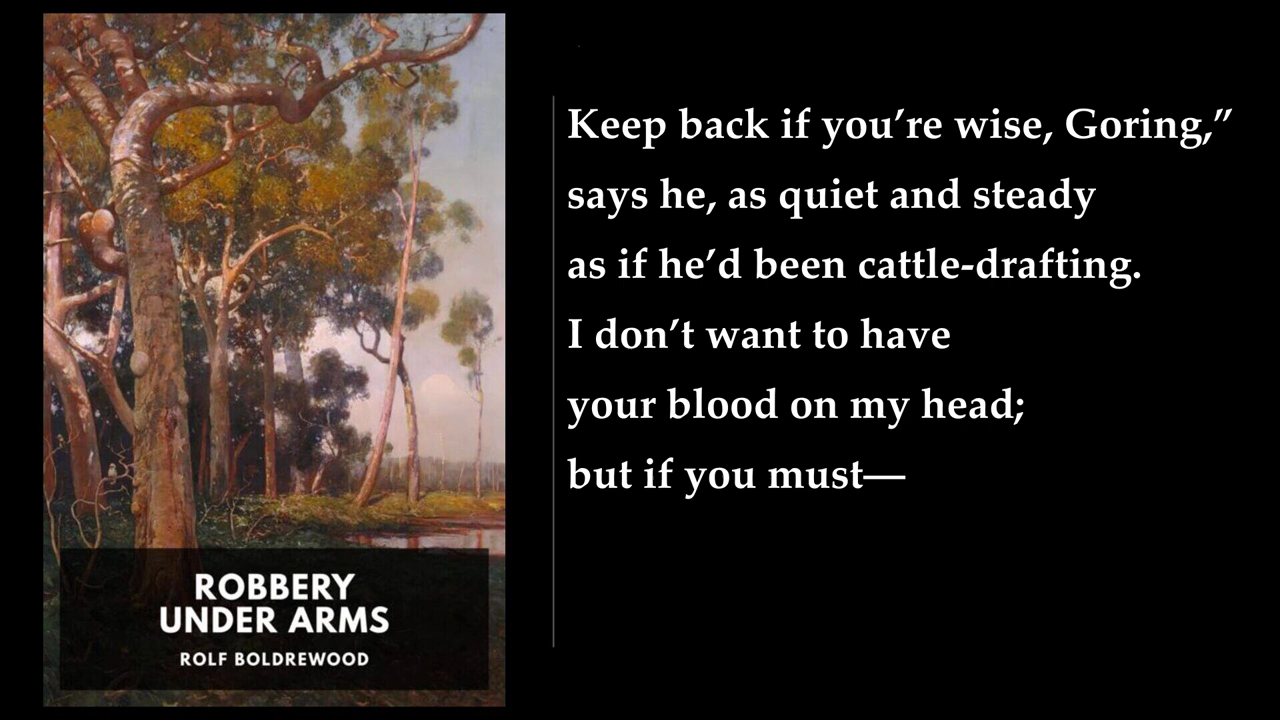 Keep back if you’re wise, Goring,”
says he, as quiet and steady
as if he’d been cattle-drafting.
I don’t want to have
your blood on my head;
but if you must—
ROBBERY
UNDER ARMS
ROLF BOLDREWOOD